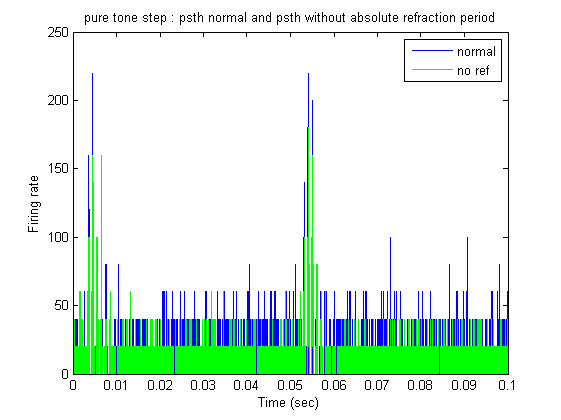 pure tone step : psth normal and psth without absolute refraction period
normal
no ref
Firing rate
250
200
150
100
50
0
0 0.01 0.02 0.03 0.04 0.05 0.06 0.07 0.08 0.09 0.1
Time (sec)